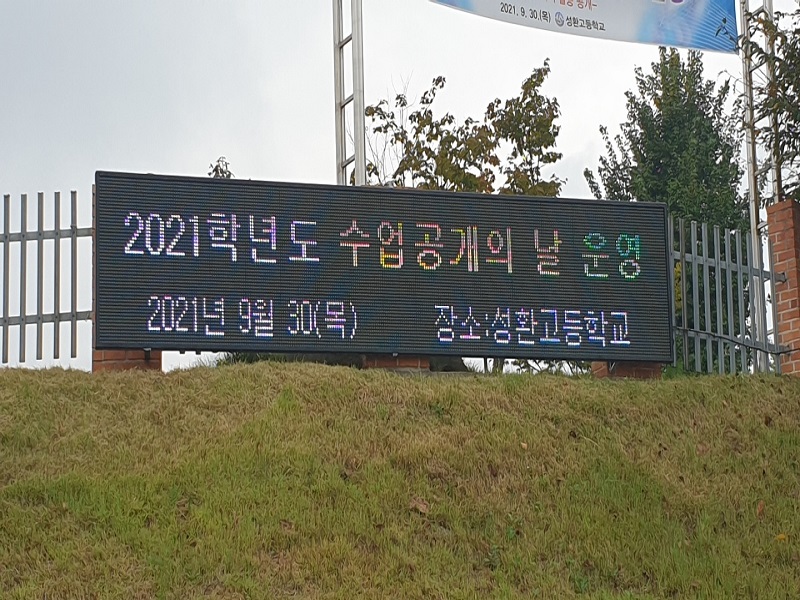 2021. 9. 30.(목) 성환고등학교
2021학년도 수업공개의 날 운영
2021년 9월 30(목) 장소:성환고등학교